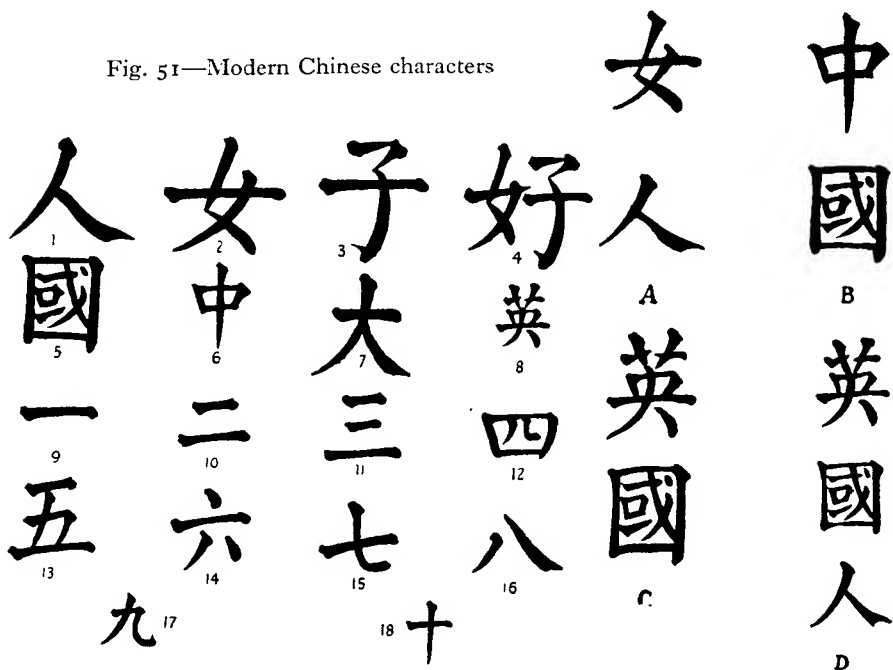 Fig. 51—Modern Chinese characters
人 女 子 好
1 2 3 4
國 中 大 英
5 6 7 8
一 二 三 四
9 10 11 12
五 六 七 八
13 14 15 16
九 17 18 十
女人
A
中國
B
英國
C
英國人
D